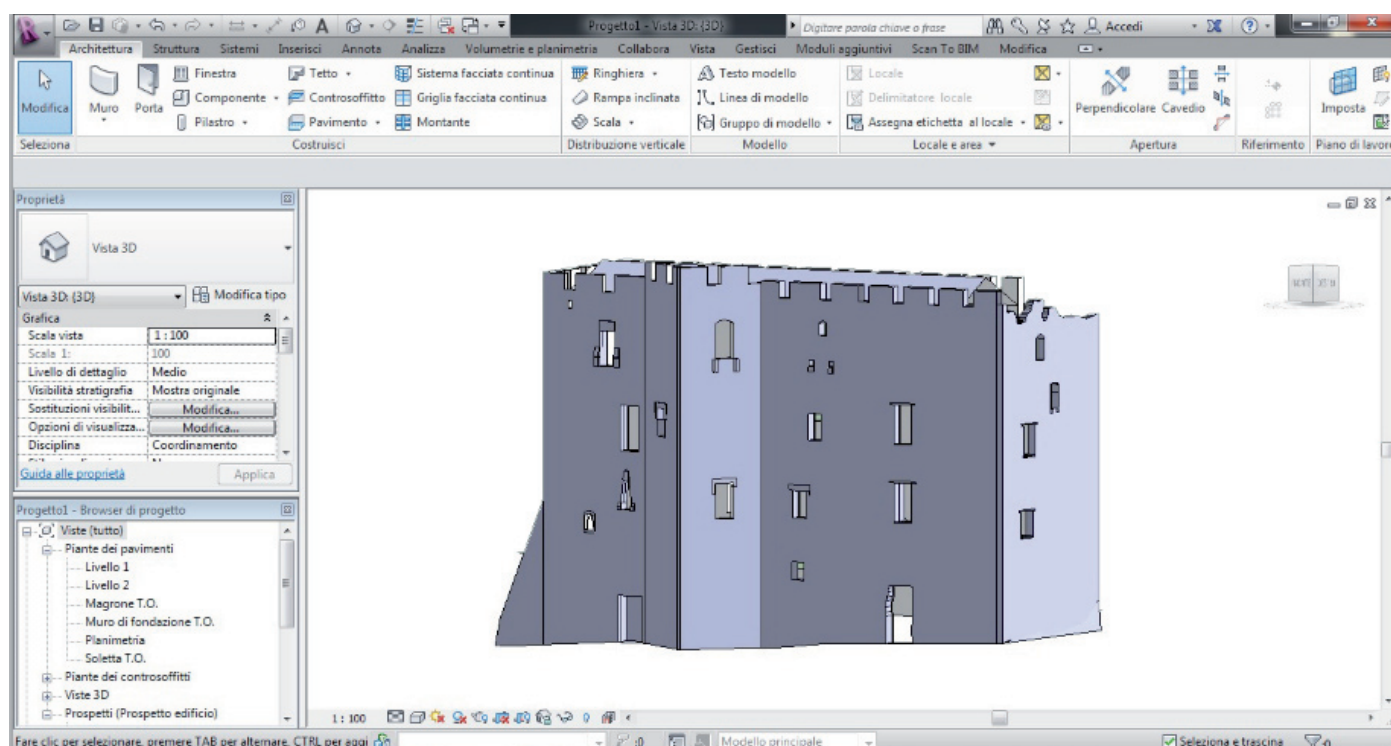 Progetto1 - Vista 3D: {3D}
Digitare parola chiave o frase
Accedi
Architettura Struttura Sistemi Inserisci Annota Analizza Volumetrie e planimetria Collabora Vista Gestisci Moduli aggiuntivi Scan To BIM Modifica
Modifica
Muro
Porta
Finestra
Componente
Pilastro
Tetto
Controsoffitto
Pavimento
Sistema facciata continua
Griglia facciata continua
Montante
Ringhiera
Rampa inclinata
Scala
Testo modello
Linea di modello
Gruppo di modello
Locale
Delimitatore locale
Assegna etichetta al locale
Perpendicolare
Cavedio
Imposta
Seleziona Costruisci Distribuzione verticale Modello Locale e area Apertura Riferimento Piano di lavoro
Proprietà
Vista 3D
Vista 3D: {3D} Modifica tipo
Grafica
Scala vista 1 : 100
Scala 1: 100
Livello di dettaglio Medio
Visibilità stratigrafia Mostra originale
Sostituzioni visibilit... Modifica...
Opzioni di visualizza... Modifica...
Disciplina Coordinamento
Guida alle proprietà Applica
Progetto1 - Browser di progetto
Viste (tutto)
Piante dei pavimenti
Livello 1
Livello 2
Magrone T.O.
Muro di fondazione T.O.
Planimetria
Soletta T.O.
Piante dei controsoffitti
Viste 3D
Prospetti (Prospetto edificio)
1 : 100
Fare clic per selezionare, premere TAB per alternare, CTRL per aggi
:0
Modello principale
Seleziona e trascina